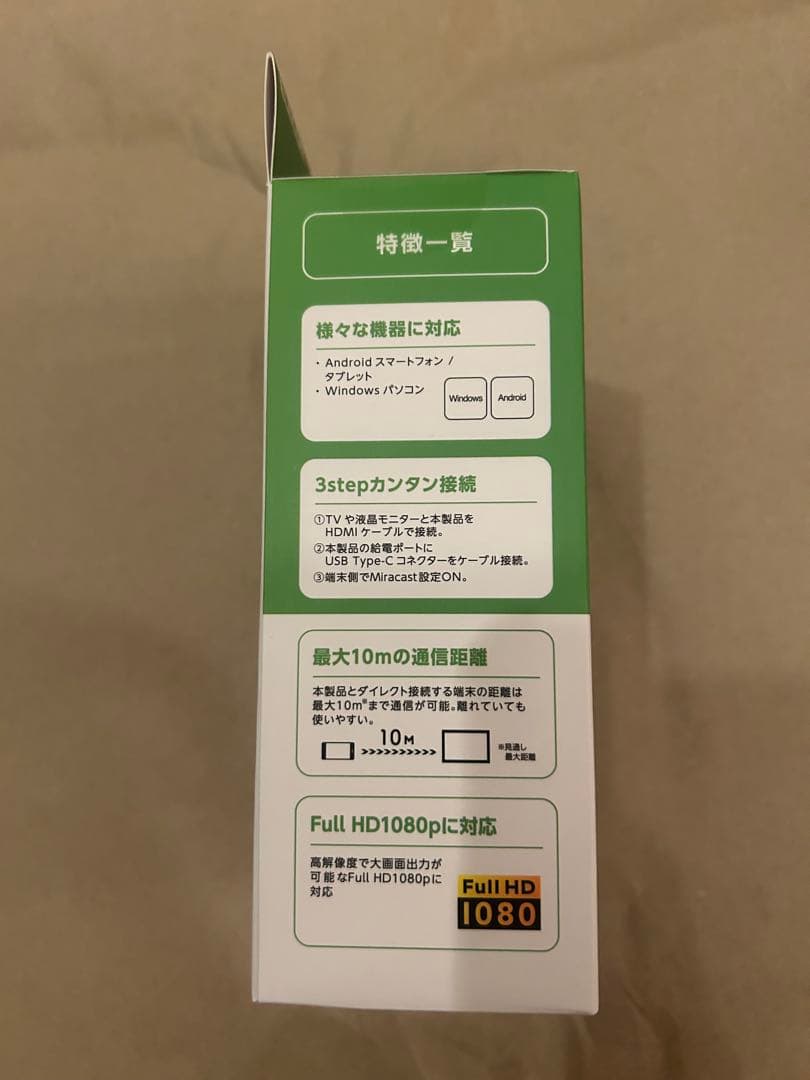 特徴一覧
様々な機器に対応
・Android スマートフォン /
タブレット
・Windows パソコン
Windows
Android
3stepカンタン接続
①TV や液晶モニターと本製品を
HDMI ケーブルで接続。
②本製品の給電ポートに
USB Type-C コネクターをケーブル接続。
③端末側でMiracast設定ON。
最大10mの通信距離
本製品とダイレクト接続する端末の距離は
最大10m※まで通信が可能。離れていても
使いやすい。
10M
>>>>>>>>>>
※見通し
最大距離
Full HD1080pに対応
高解像度で大画面出力が
可能なFull HD1080pに
対応
Full HD
1080